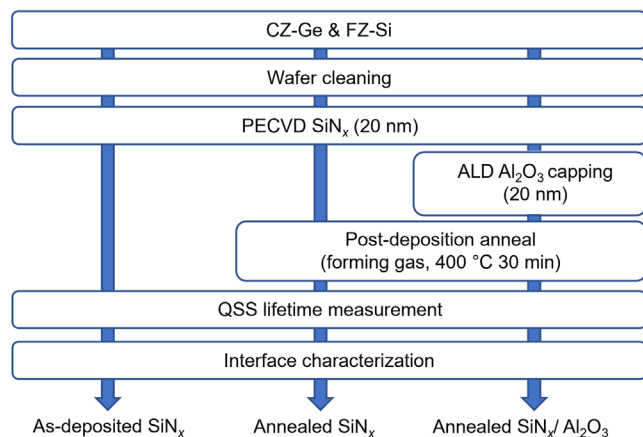 CZ-Ge & FZ-Si
Wafer cleaning
PECVD SiNₓ (20 nm)
ALD Al₂O₃ capping
(20 nm)
Post-deposition anneal
(forming gas, 400 °C 30 min)
QSS lifetime measurement
Interface characterization
As-deposited SiNₓ
Annealed SiNₓ
Annealed SiNₓ/ Al₂O₃